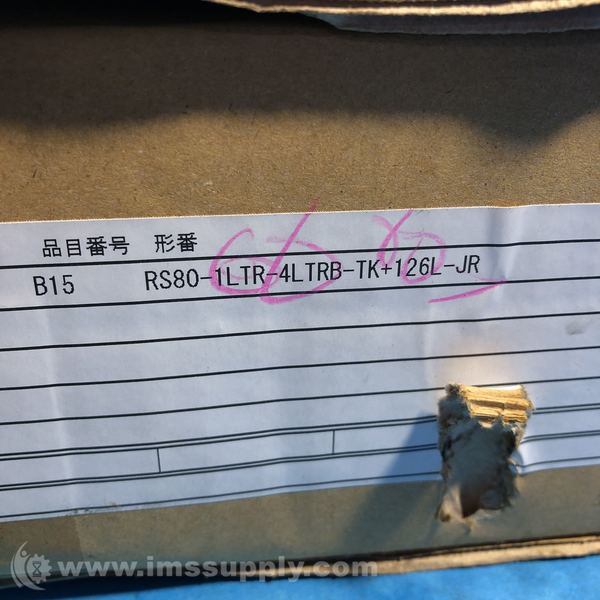 品目番号 形番
B15 RS80-1LTR-4LTRB-TK+126L-JR
www.imssupply.com